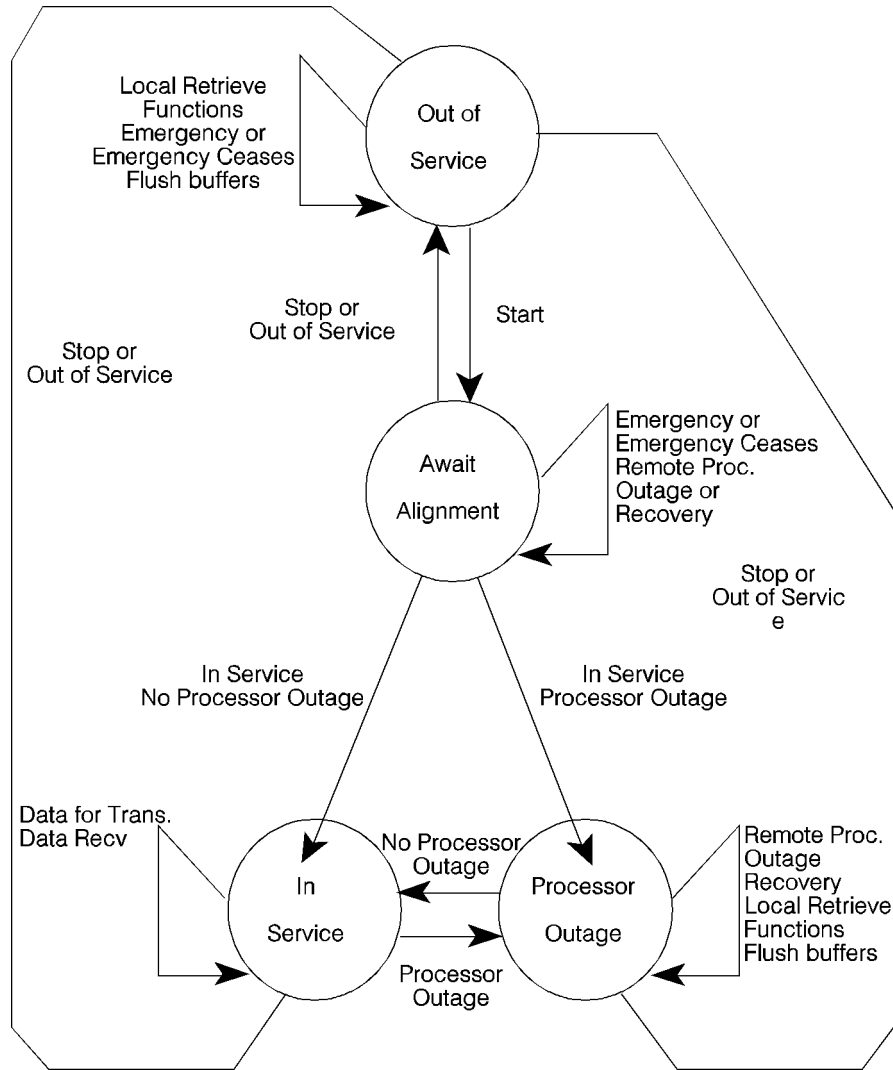 Local Retrieve
Functions
Emergency or
Emergency Ceases
Flush buffers
Out of
Service
Stop or
Out of Service
Stop or
Out of Service
Start
Await
Alignment
Emergency or
Emergency Ceases
Remote Proc.
Outage or
Recovery
Stop or
Out of Servic
e
In Service
No Processor Outage
In Service
Processor Outage
Data for Trans.
Data Recv
In
Service
No Processor
Outage
Processor
Outage
Processor
Outage
Remote Proc.
Outage
Recovery
Local Retrieve
Functions
Flush buffers